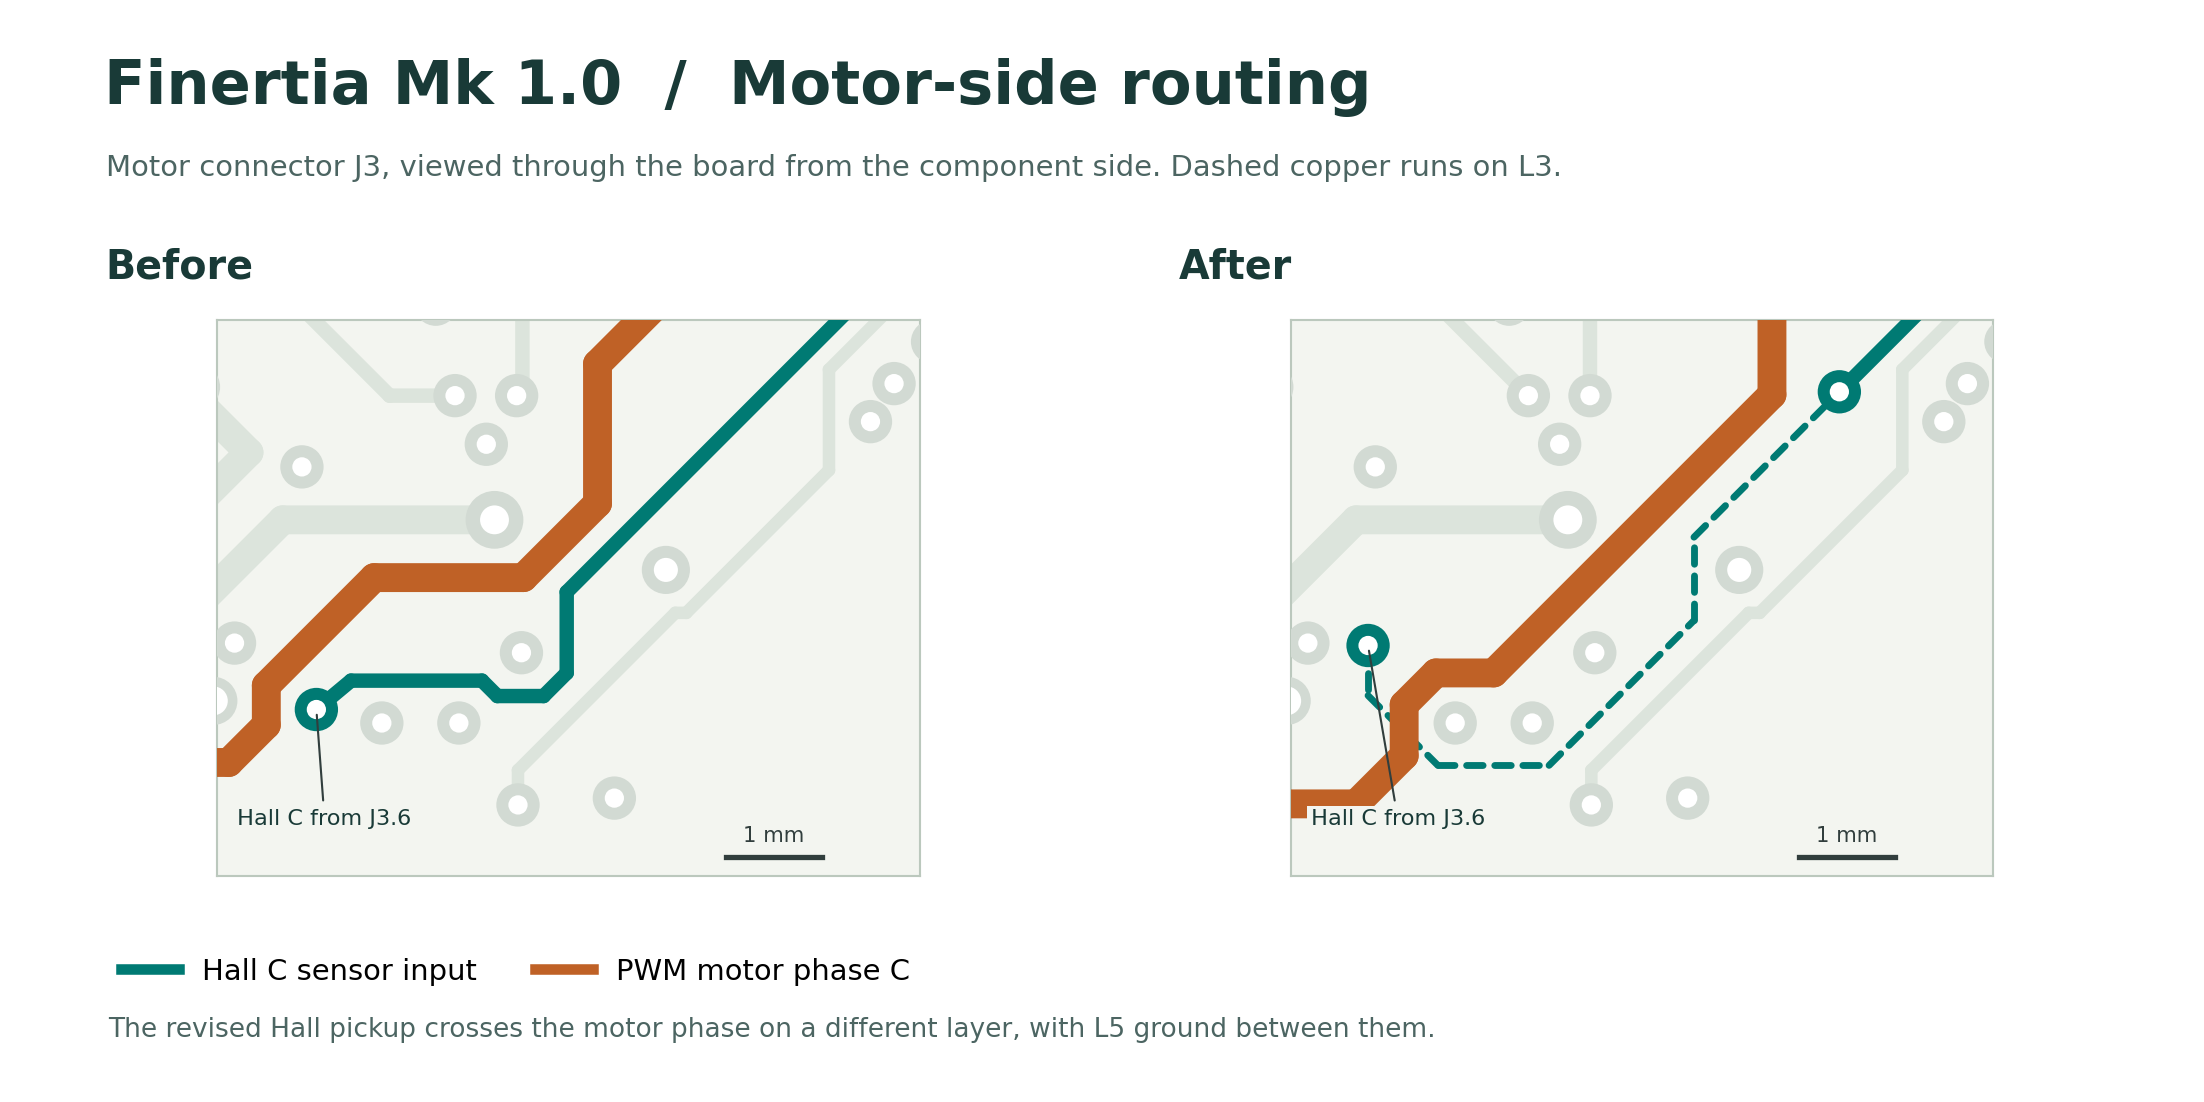 Finertia Mk 1.0 / Motor-side routing
Motor connector J3, viewed through the board from the component side. Dashed copper runs on L3.
Before
After
Hall C from J3.6
1 mm
Hall C from J3.6
1 mm
Hall C sensor input
PWM motor phase C
The revised Hall pickup crosses the motor phase on a different layer, with L5 ground between them.